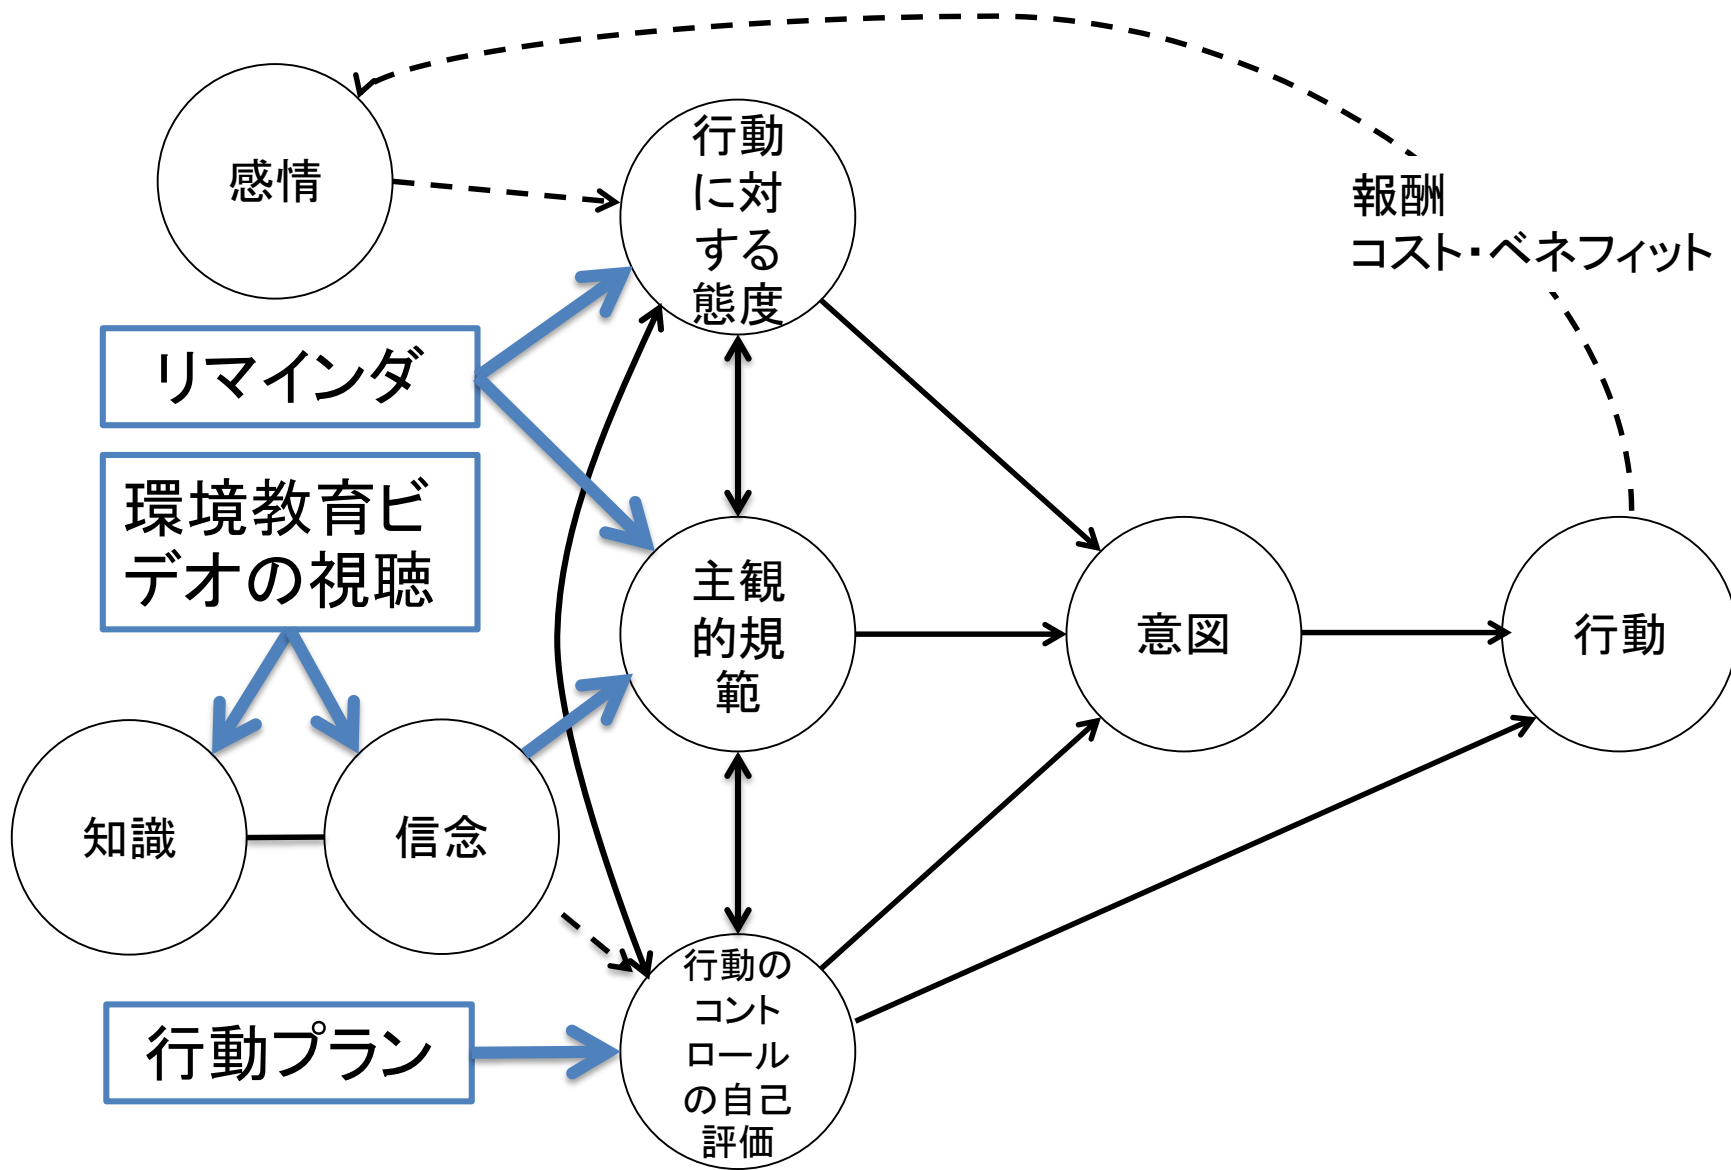 感情
行動
に対
する
態度
報酬
コスト・ベネフィット
リマインダ
環境教育ビ
デオの視聴
主観
的規
範
意図
行動
知識
信念
行動プラン
行動の
コント
ロール
の自己
評価